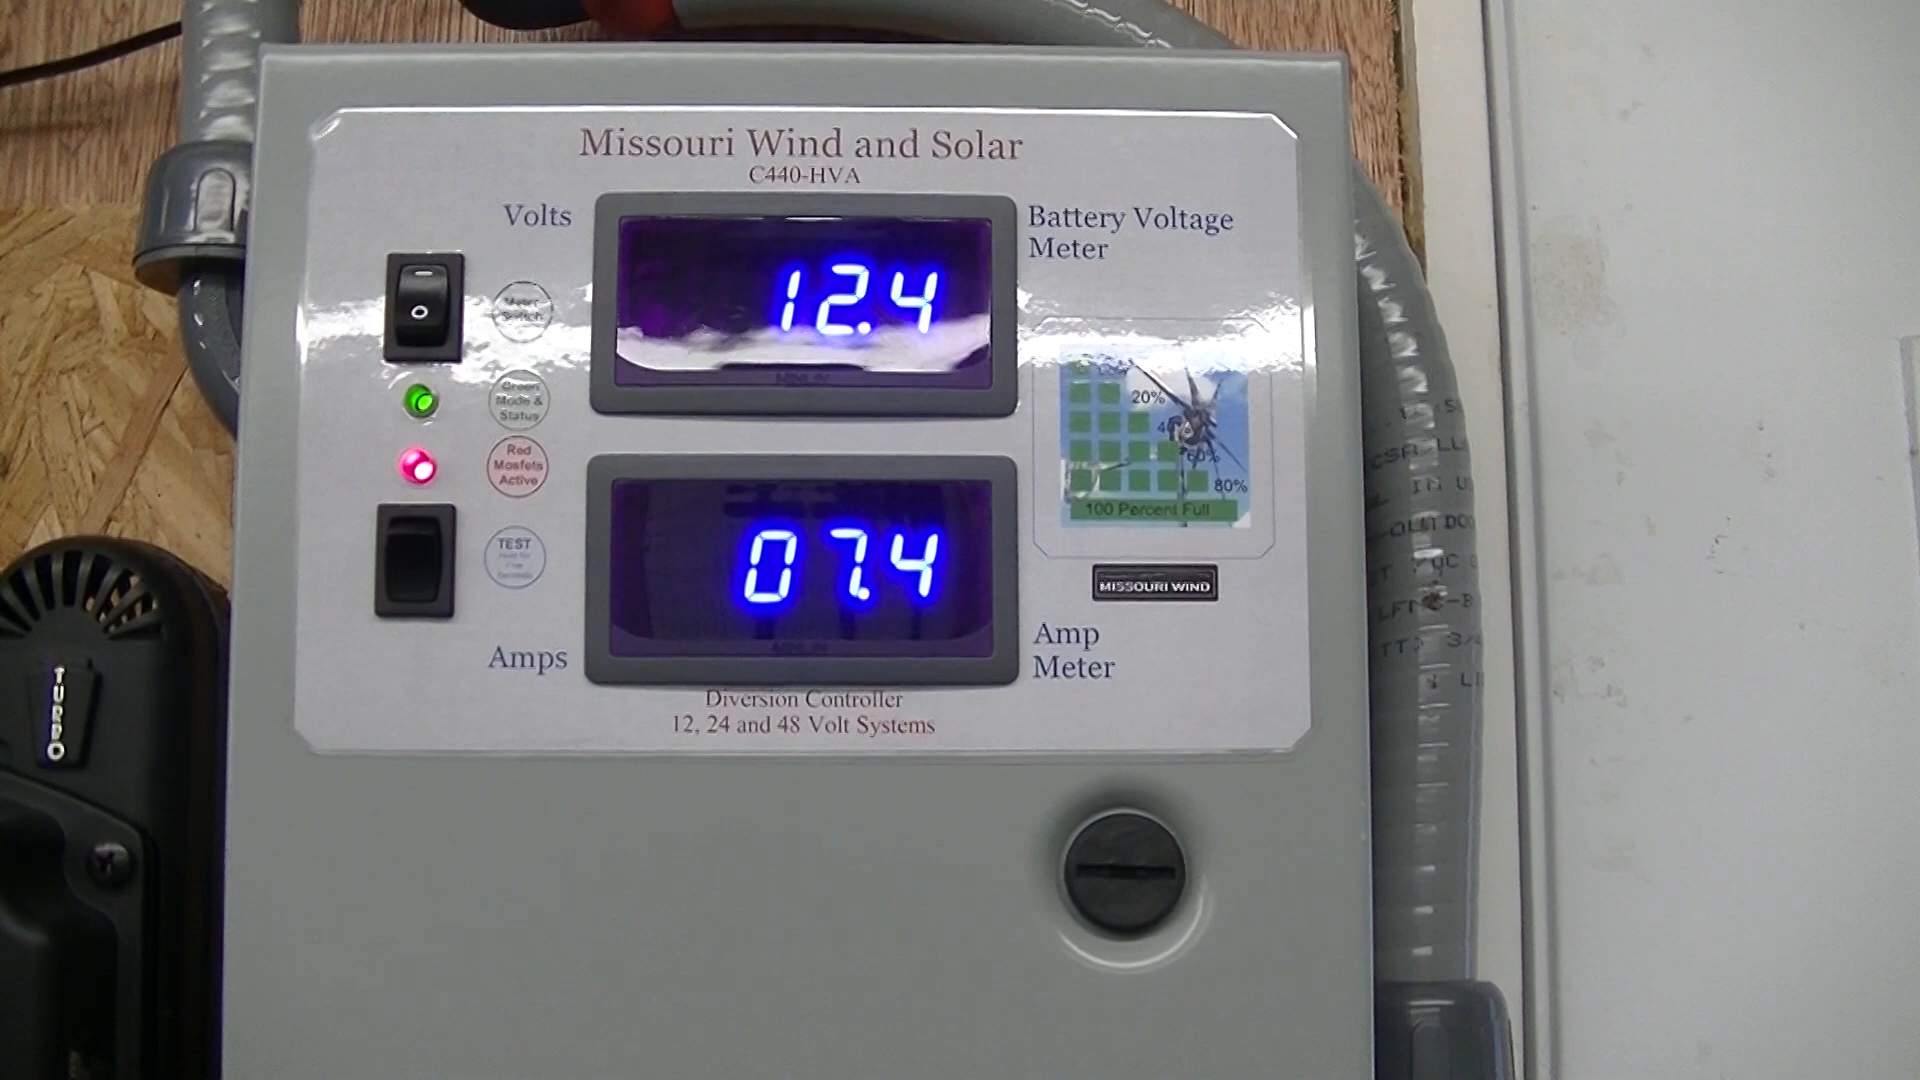 Missouri Wind and Solar
C440-HVA
Volts
Battery Voltage
Meter
12.4
Meter
Switch
Green
Mode &
Status
Red
Mosfets
Active
20%
60%
80%
100 Percent Full
MISSOURI WIND
TEST
07.4
Amps
Amp
Meter
Diversion Controller
12, 24 and 48 Volt Systems
TURBO